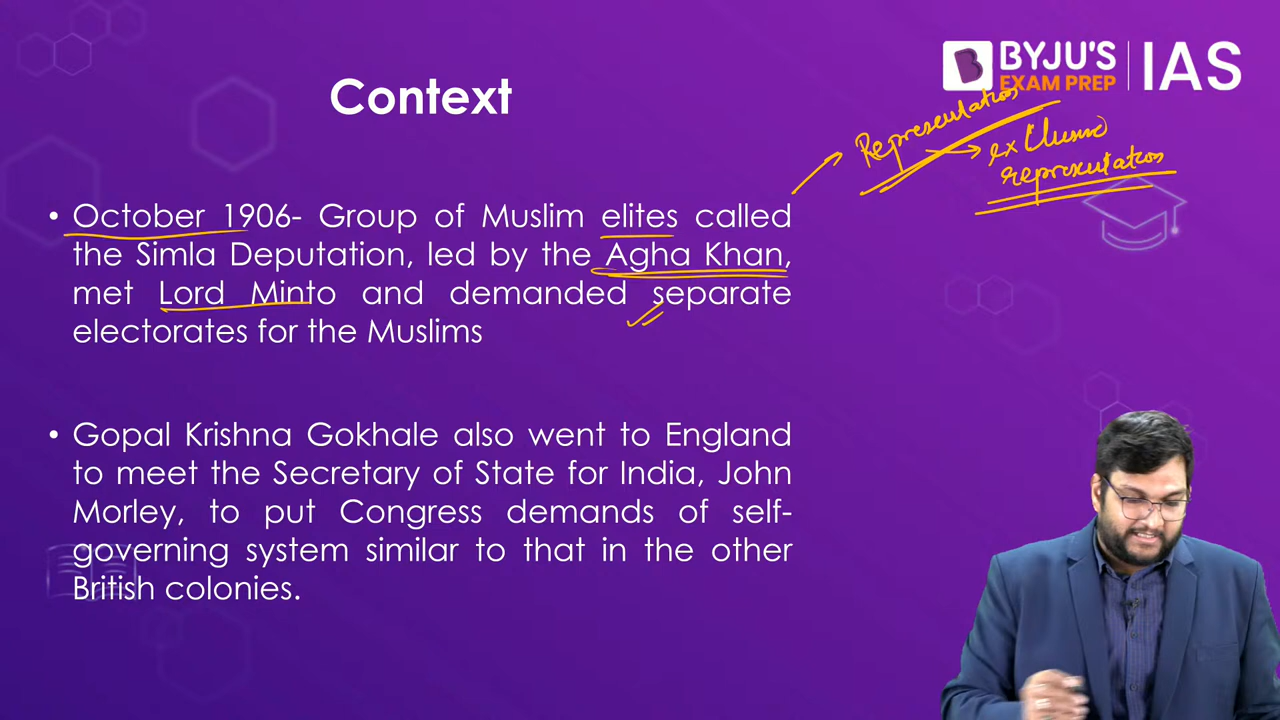 BYJU'S
EXAM PREP
IAS
Context
Representation
exclusive
representation
• October 1906- Group of Muslim elites called
the Simla Deputation, led by the Agha Khan,
met Lord Minto and demanded separate
electorates for the Muslims
• Gopal Krishna Gokhale also went to England
to meet the Secretary of State for India, John
Morley, to put Congress demands of self-
governing system similar to that in the other
British colonies.